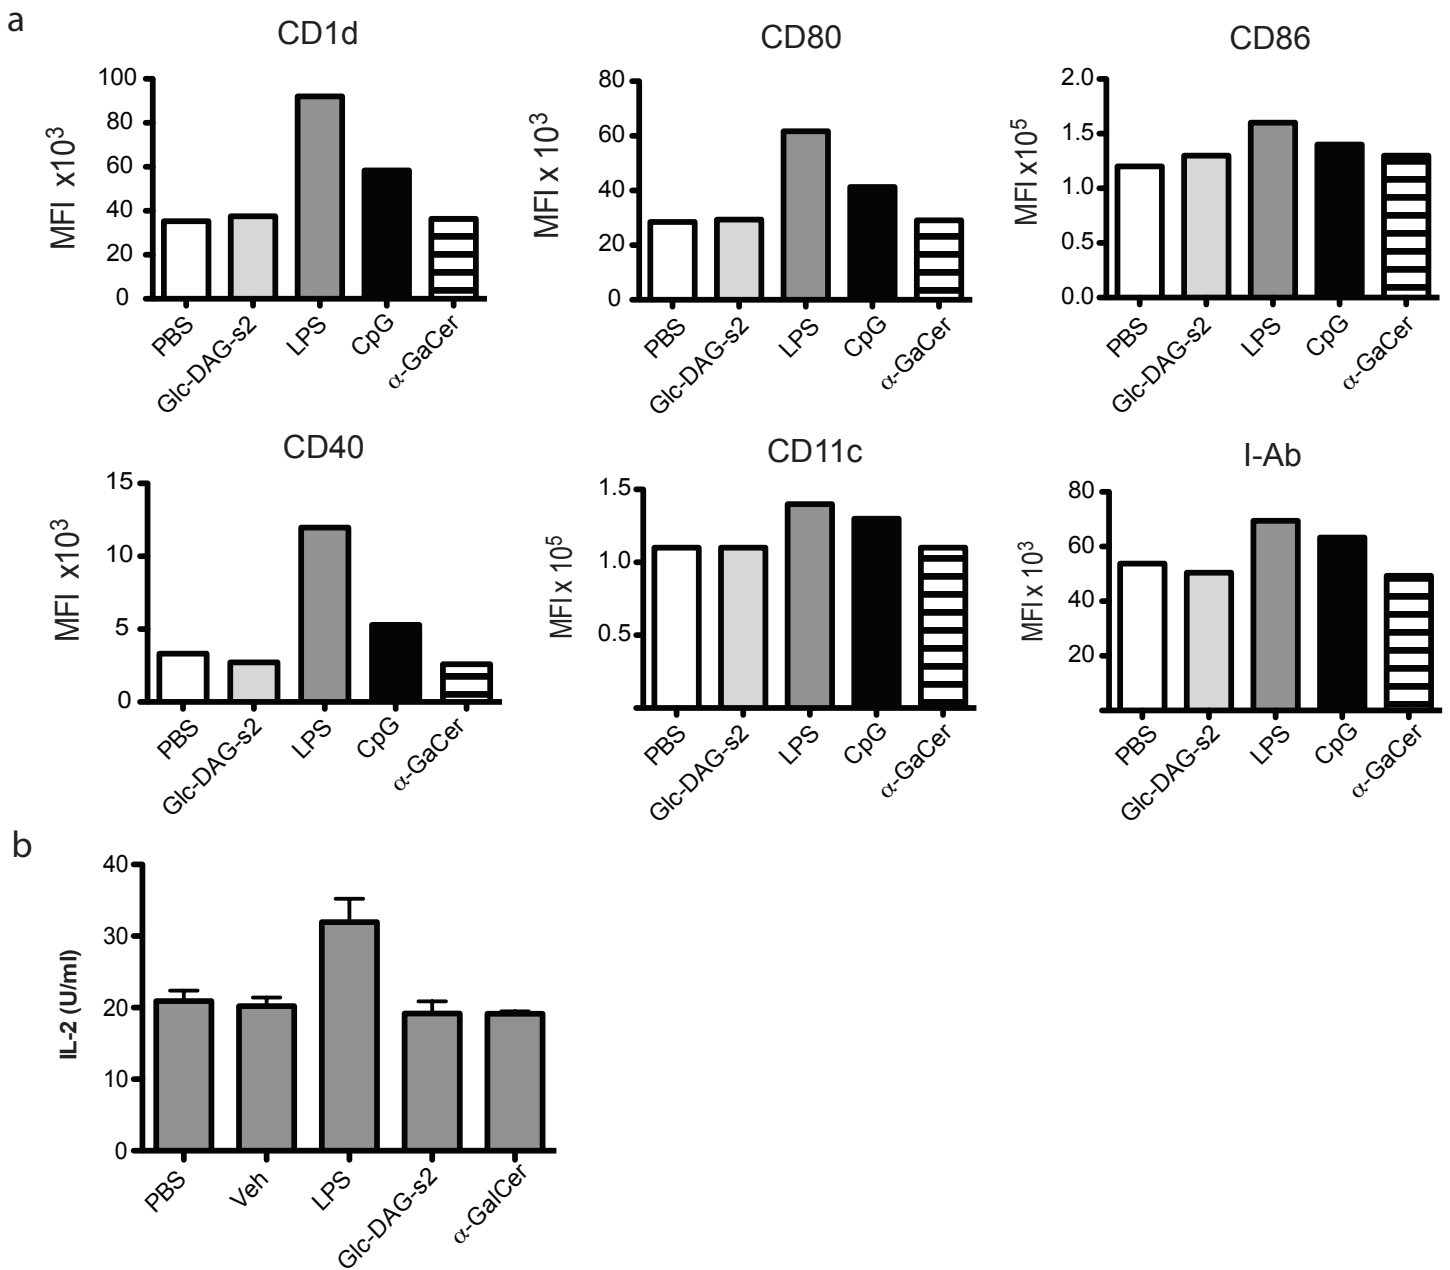 a
CD1d
MFI x10³
100
80
60
40
20
0
PBS
Glc-DAG-s2
LPS
CpG
α-GaCer
CD80
MFI x 10³
80
60
40
20
0
PBS
Glc-DAG-s2
LPS
CpG
α-GaCer
CD86
MFI x10⁵
2.0
1.5
1.0
0.5
0.0
PBS
Glc-DAG-s2
LPS
CpG
α-GaCer
CD40
MFI x10³
15
10
5
0
PBS
Glc-DAG-s2
LPS
CpG
α-GaCer
CD11c
MFI x 10⁵
1.5
1.0
0.5
PBS
Glc-DAG-s2
LPS
CpG
α-GaCer
I-Ab
MFI x 10³
80
60
40
20
PBS
Glc-DAG-s2
LPS
CpG
α-GaCer
b
IL-2 (U/ml)
40
30
20
10
0
PBS
Veh
LPS
Glc-DAG-s2
α-GalCer